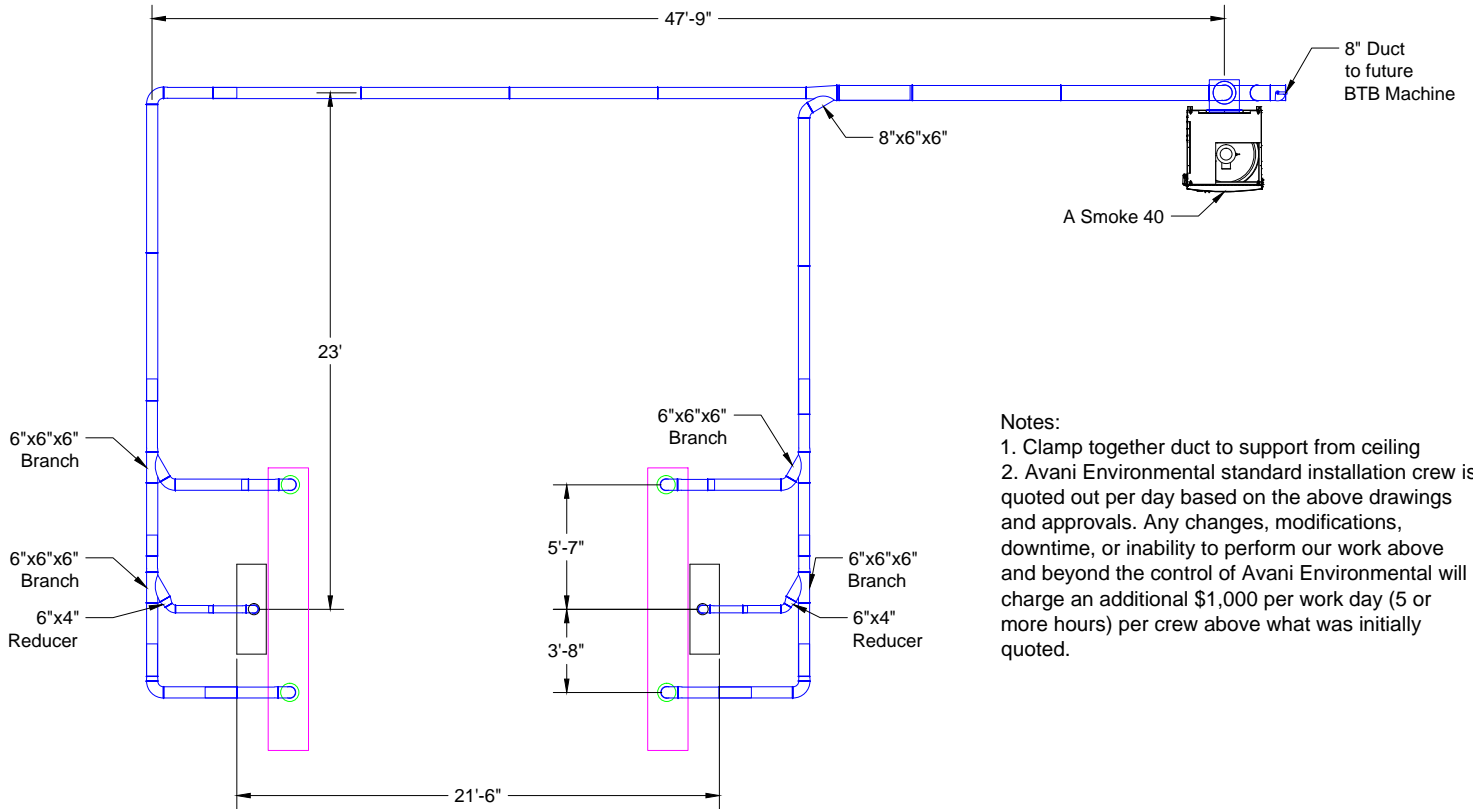 47'-9"
8" Duct
to future
BTB Machine
8"x6"x6"
A Smoke 40
23'
6"x6"x6"
Branch
6"x6"x6"
Branch
5'-7"
6"x6"x6"
Branch
6"x4"
Reducer
6"x6"x6"
Branch
6"x4"
Reducer
3'-8"
21'-6"
Notes:
1. Clamp together duct to support from ceiling
2. Avani Environmental standard installation crew is
quoted out per day based on the above drawings
and approvals. Any changes, modifications,
downtime, or inability to perform our work above
and beyond the control of Avani Environmental will
charge an additional $1,000 per work day (5 or
more hours) per crew above what was initially
quoted.